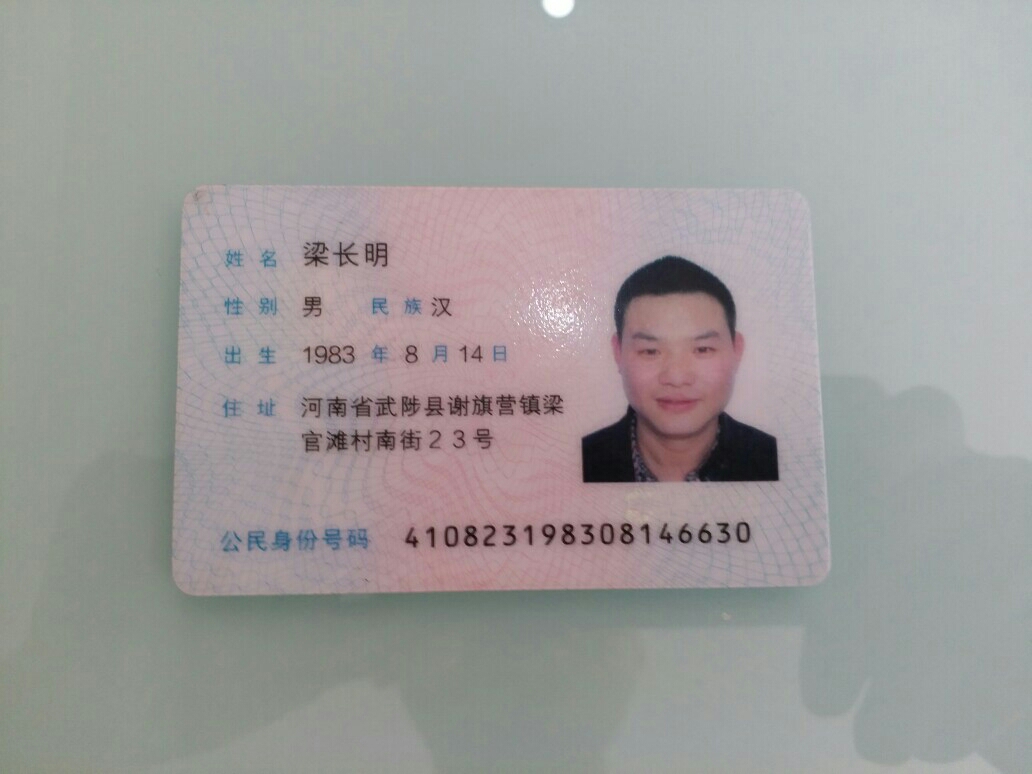 姓名 梁长明
性别 男 民族 汉
出生 1983 年 8 月 14 日
住址 河南省武陟县谢旗营镇梁
官滩村南街23号
公民身份号码 410823198308146630